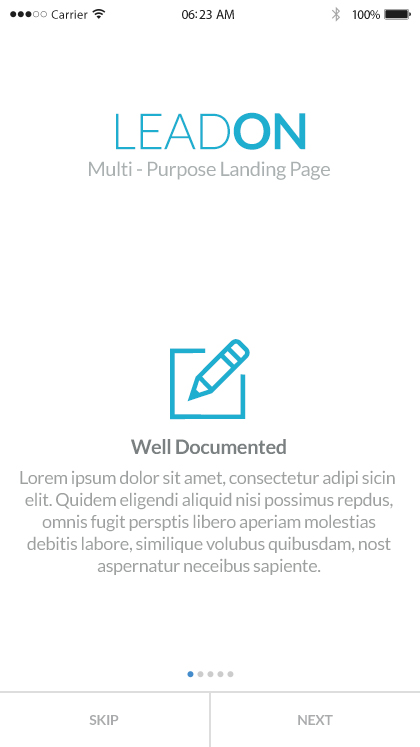 Carrier 06:23 AM 100%
LEADON
Multi - Purpose Landing Page
Well Documented
Lorem ipsum dolor sit amet, consectetur adipi sicin
elit. Quidem eligendi aliquid nisi possimus repdus,
omnis fugit persptis libero aperiam molestias
debitis labore, similique volubus quibusdam, nost
aspernatur neceibus sapiente.
SKIP NEXT